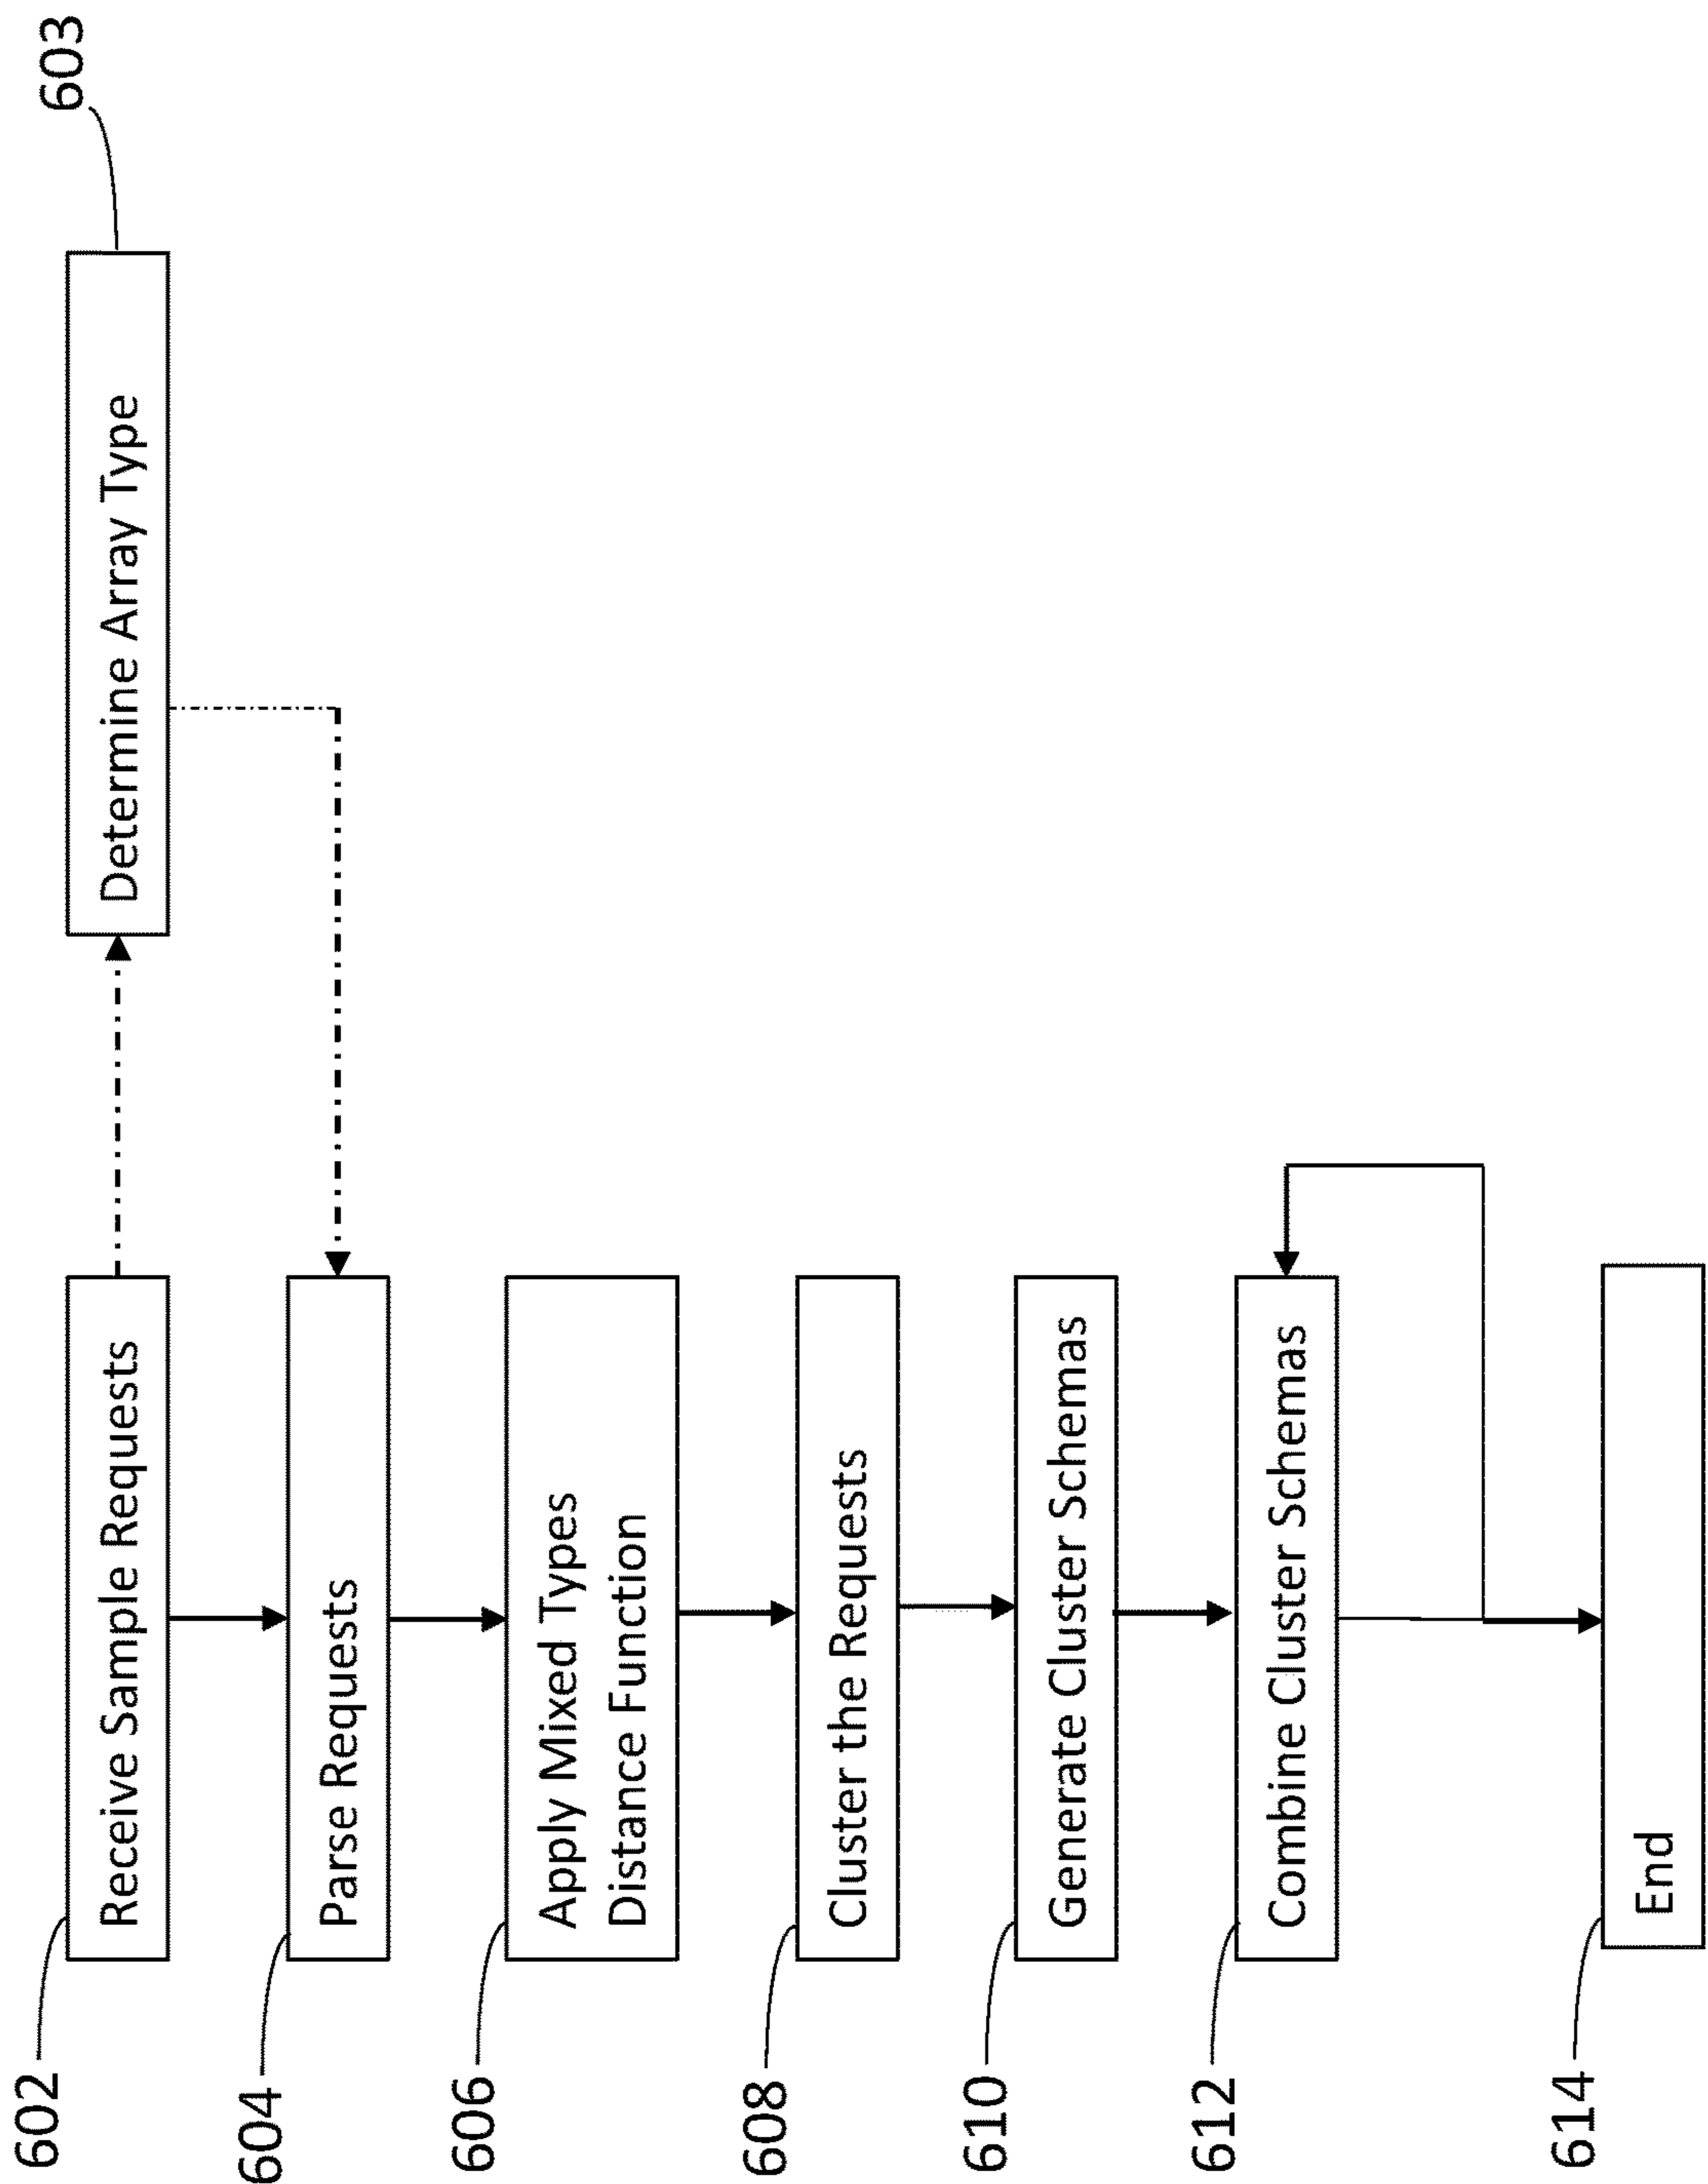 602
Receive Sample Requests
Determine Array Type
603
604
Parse Requests
606
Apply Mixed Types
Distance Function
608
Cluster the Requests
610
Generate Cluster Schemas
612
Combine Cluster Schemas
614
End